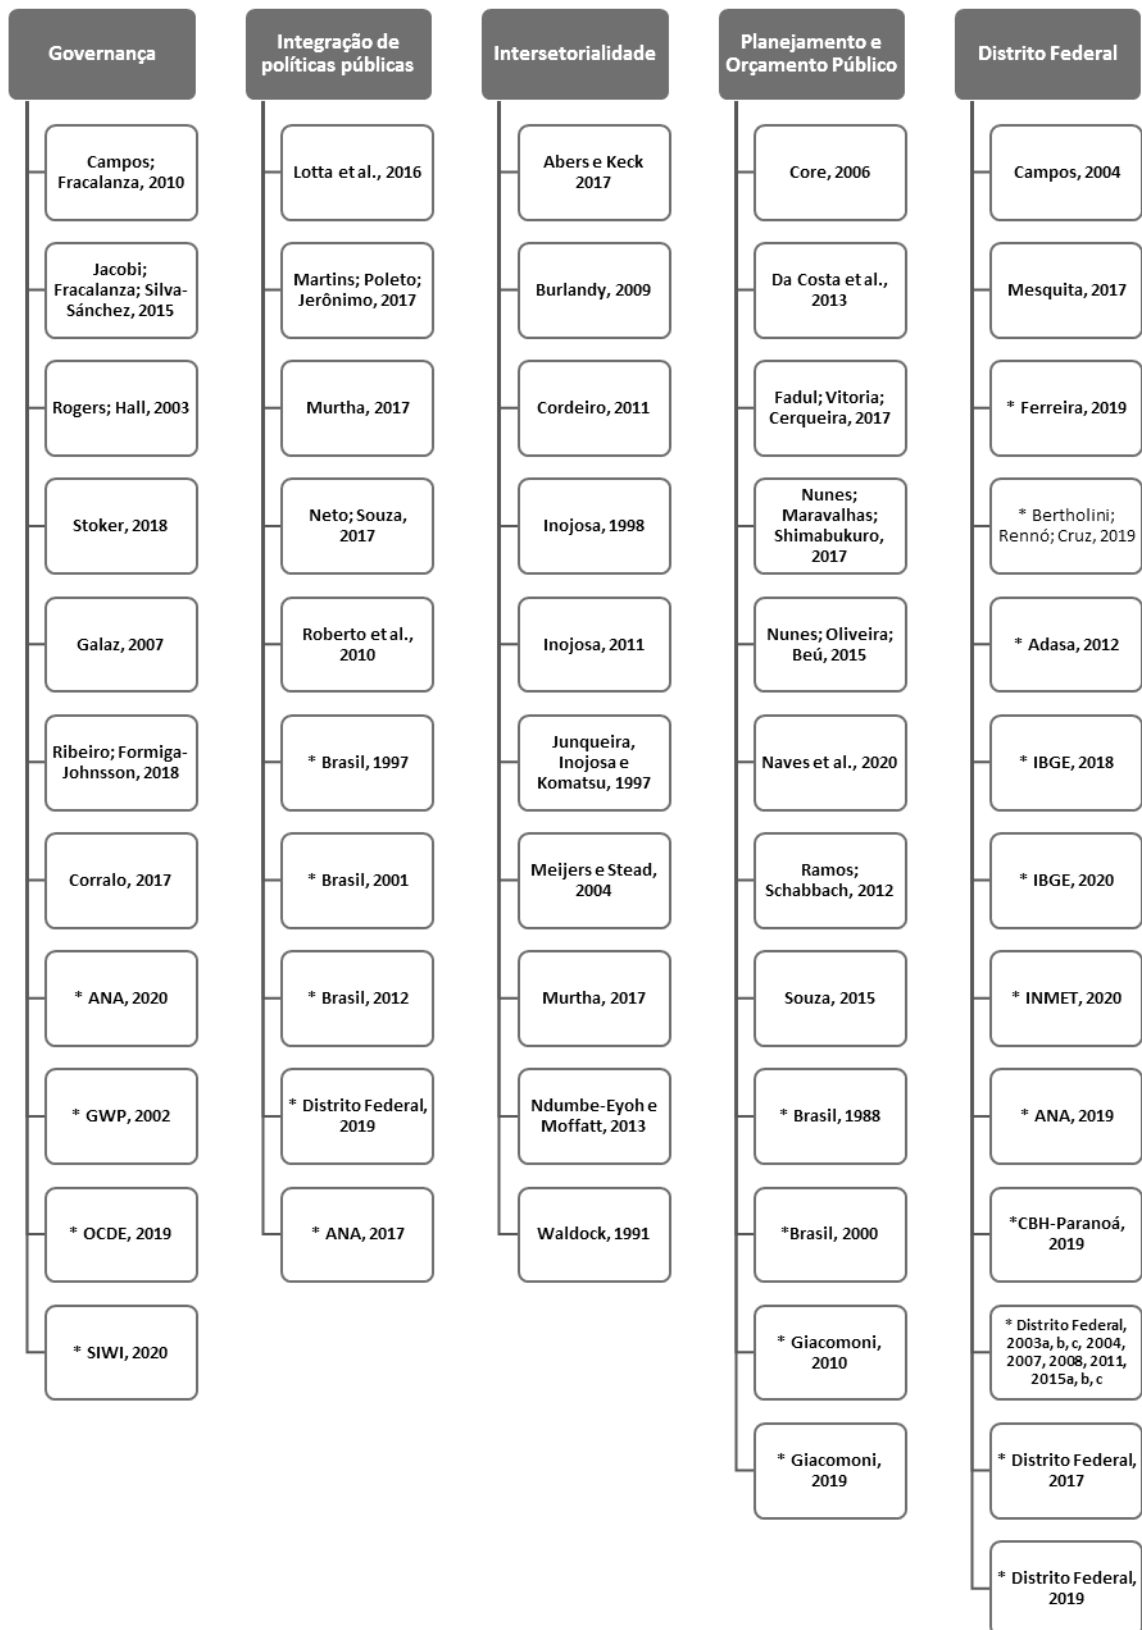 Governança
Campos;
Fracalanza, 2010
Jacobi;
Fracalanza; Silva-
Sánchez, 2015
Rogers; Hall, 2003
Stoker, 2018
Galaz, 2007
Ribeiro; Formiga-
Johnsson, 2018
Corralo, 2017
* ANA, 2020
* GWP, 2002
* OCDE, 2019
* SIWI, 2020
Integração de
políticas públicas
Lotta et al., 2016
Martins; Poleto;
Jerônimo, 2017
Murtha, 2017
Neto; Souza,
2017
Roberto et al.,
2010
* Brasil, 1997
* Brasil, 2001
* Brasil, 2012
* Distrito Federal,
2019
* ANA, 2017
Intersetorialidade
Abers e Keck
2017
Burlandy, 2009
Cordeiro, 2011
Inojosa, 1998
Inojosa, 2011
Junqueira,
Inojosa e
Komatsu, 1997
Meijers e Stead,
2004
Murtha, 2017
Ndumbe-Eyoh e
Moffatt, 2013
Waldock, 1991
Planejamento e
Orçamento Público
Core, 2006
Da Costa et al.,
2013
Fadul; Vitoria;
Cerqueira, 2017
Nunes;
Maravalhas;
Shimabukuro,
2017
Nunes; Oliveira;
Beú, 2015
Naves et al., 2020
Ramos;
Schabbach, 2012
Souza, 2015
* Brasil, 1988
*Brasil, 2000
* Giacomoni,
2010
* Giacomoni,
2019
Distrito Federal
Campos, 2004
Mesquita, 2017
* Ferreira, 2019
* Bertholini;
Rennó; Cruz, 2019
* Adasa, 2012
* IBGE, 2018
* IBGE, 2020
* INMET, 2020
* ANA, 2019
*CBH-Paranoá,
2019
* Distrito Federal,
2003a, b, c, 2004,
2007, 2008, 2011,
2015a, b, c
* Distrito Federal,
2017
* Distrito Federal,
2019